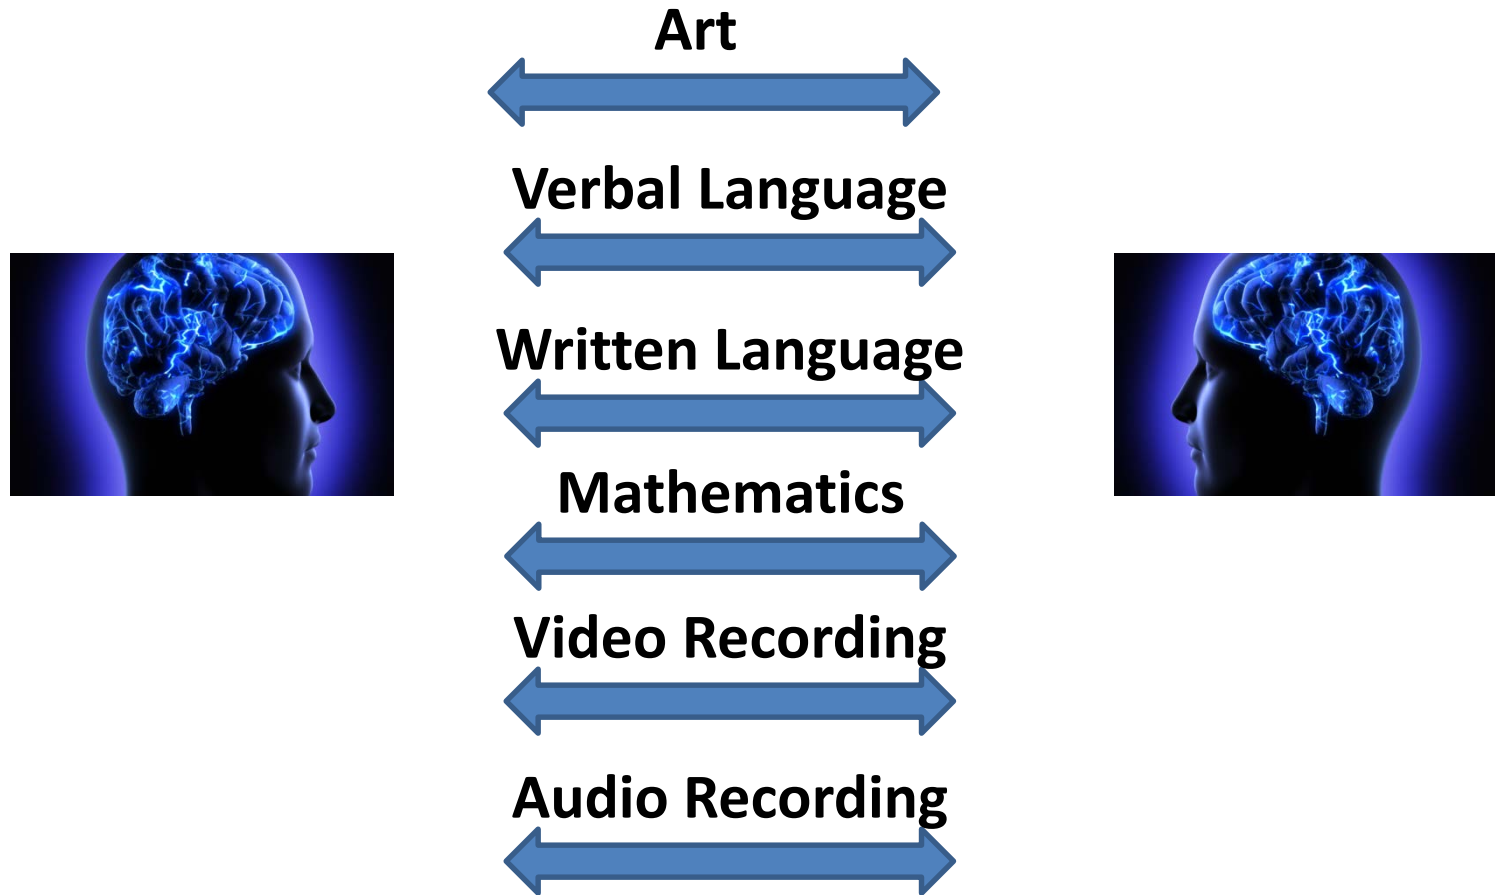 Art
Verbal Language
Written Language
Mathematics
Video Recording
Audio Recording